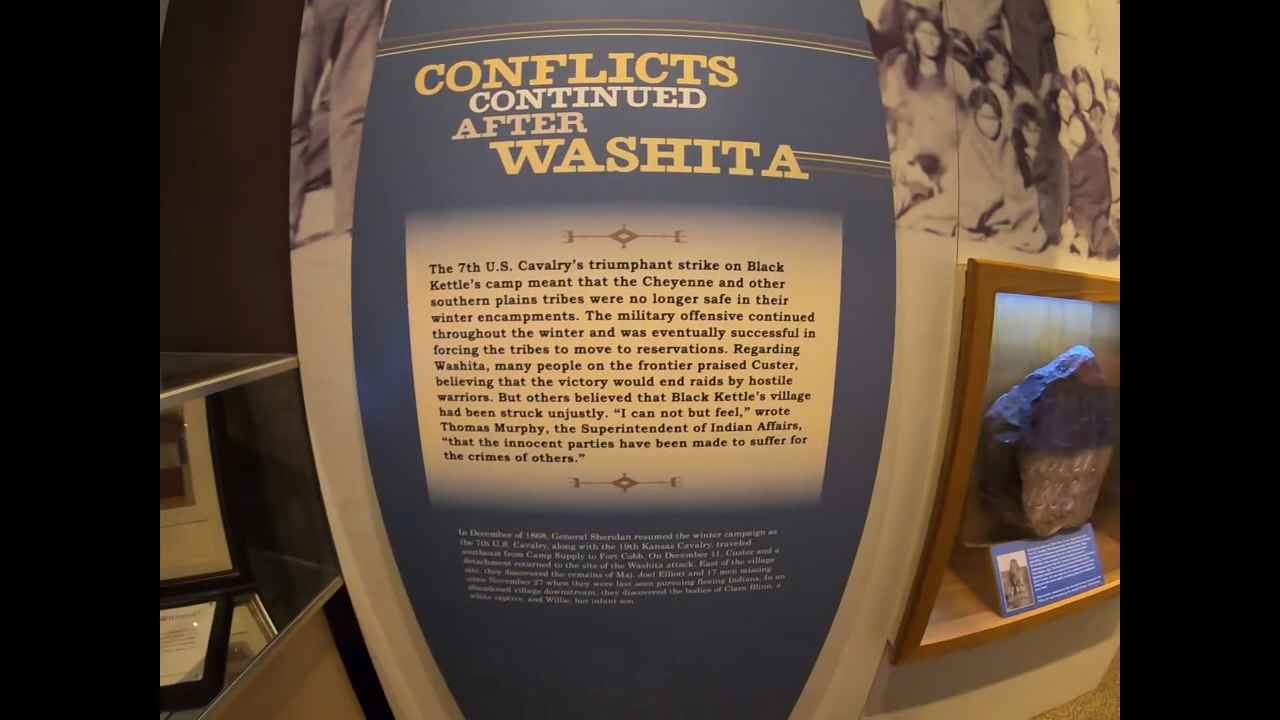 CONFLICTS
CONTINUED
AFTER
WASHITA
The 7th U.S. Cavalry's triumphant strike on Black
Kettle's camp meant that the Cheyenne and other
southern plains tribes were no longer safe in their
winter encampments. The military offensive continued
throughout the winter and was eventually successful in
forcing the tribes to move to reservations. Regarding
Washita, many people on the frontier praised Custer,
believing that the victory would end raids by hostile
warriors. But others believed that Black Kettle's village
had been struck unjustly. “I can not but feel,” wrote
Thomas Murphy, the Superintendent of Indian Affairs,
“that the innocent parties have been made to suffer for
the crimes of others.”
In December of 1868, General Sheridan resumed the winter campaign as
the 7th U.S. Cavalry, along with the 19th Kansas Cavalry, traveled
southeast from Camp Supply to Fort Cobb. On December 11, Custer and a
detachment returned to the site of the Washita attack. East of the village
site, they discovered the remains of Maj. Joel Elliott and 17 men missing
since November 27 when they were last seen pursuing fleeing Indians. In an
abandoned village downstream, they discovered the bodies of Clara Blinn, a
white captive, and Willie, her infant son.